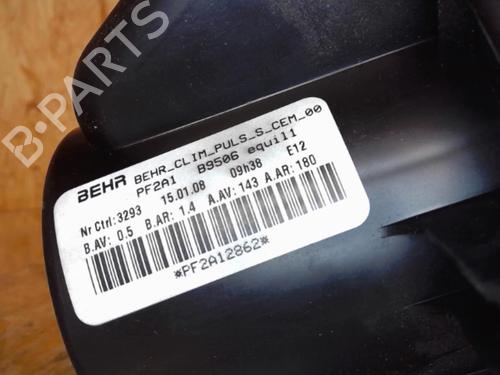 B-PARTS
BEHR BEHR_CLIM_PULS_S_CEM_00
PF2A1 B9506 equil1
Nr Ctrl:3293 15.01.08 09h38 E12
B.AV: 0.5 B.AR: 1.4 A.AV: 143 A.AR: 180
*PF2A12862*